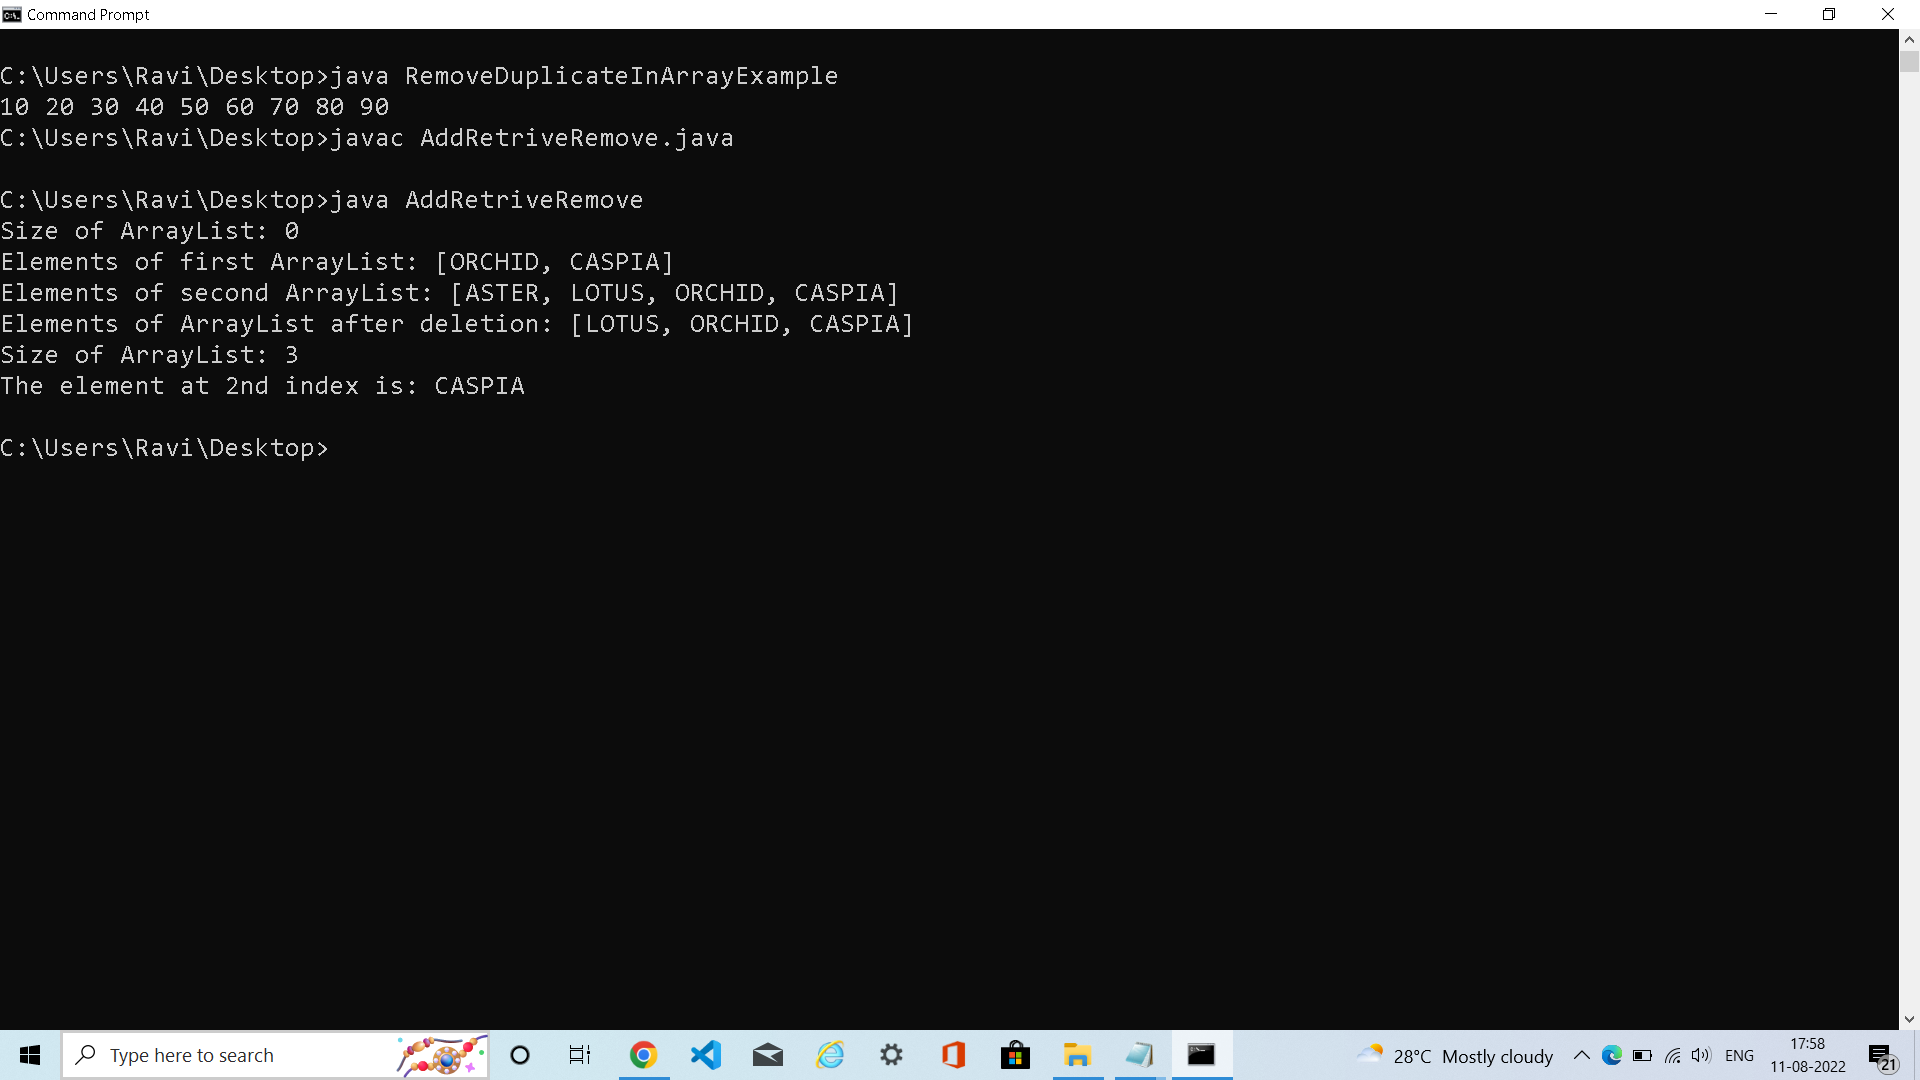 Command Prompt
C:\Users\Ravi\Desktop>java RemoveDuplicateInArrayExample
10 20 30 40 50 60 70 80 90
C:\Users\Ravi\Desktop>javac AddRetriveRemove.java
C:\Users\Ravi\Desktop>java AddRetriveRemove
Size of ArrayList: 0
Elements of first ArrayList: [ORCHID, CASPIA]
Elements of second ArrayList: [ASTER, LOTUS, ORCHID, CASPIA]
Elements of ArrayList after deletion: [LOTUS, ORCHID, CASPIA]
Size of ArrayList: 3
The element at 2nd index is: CASPIA
C:\Users\Ravi\Desktop>
Type here to search
28°C Mostly cloudy
ENG
17:58
11-08-2022
21